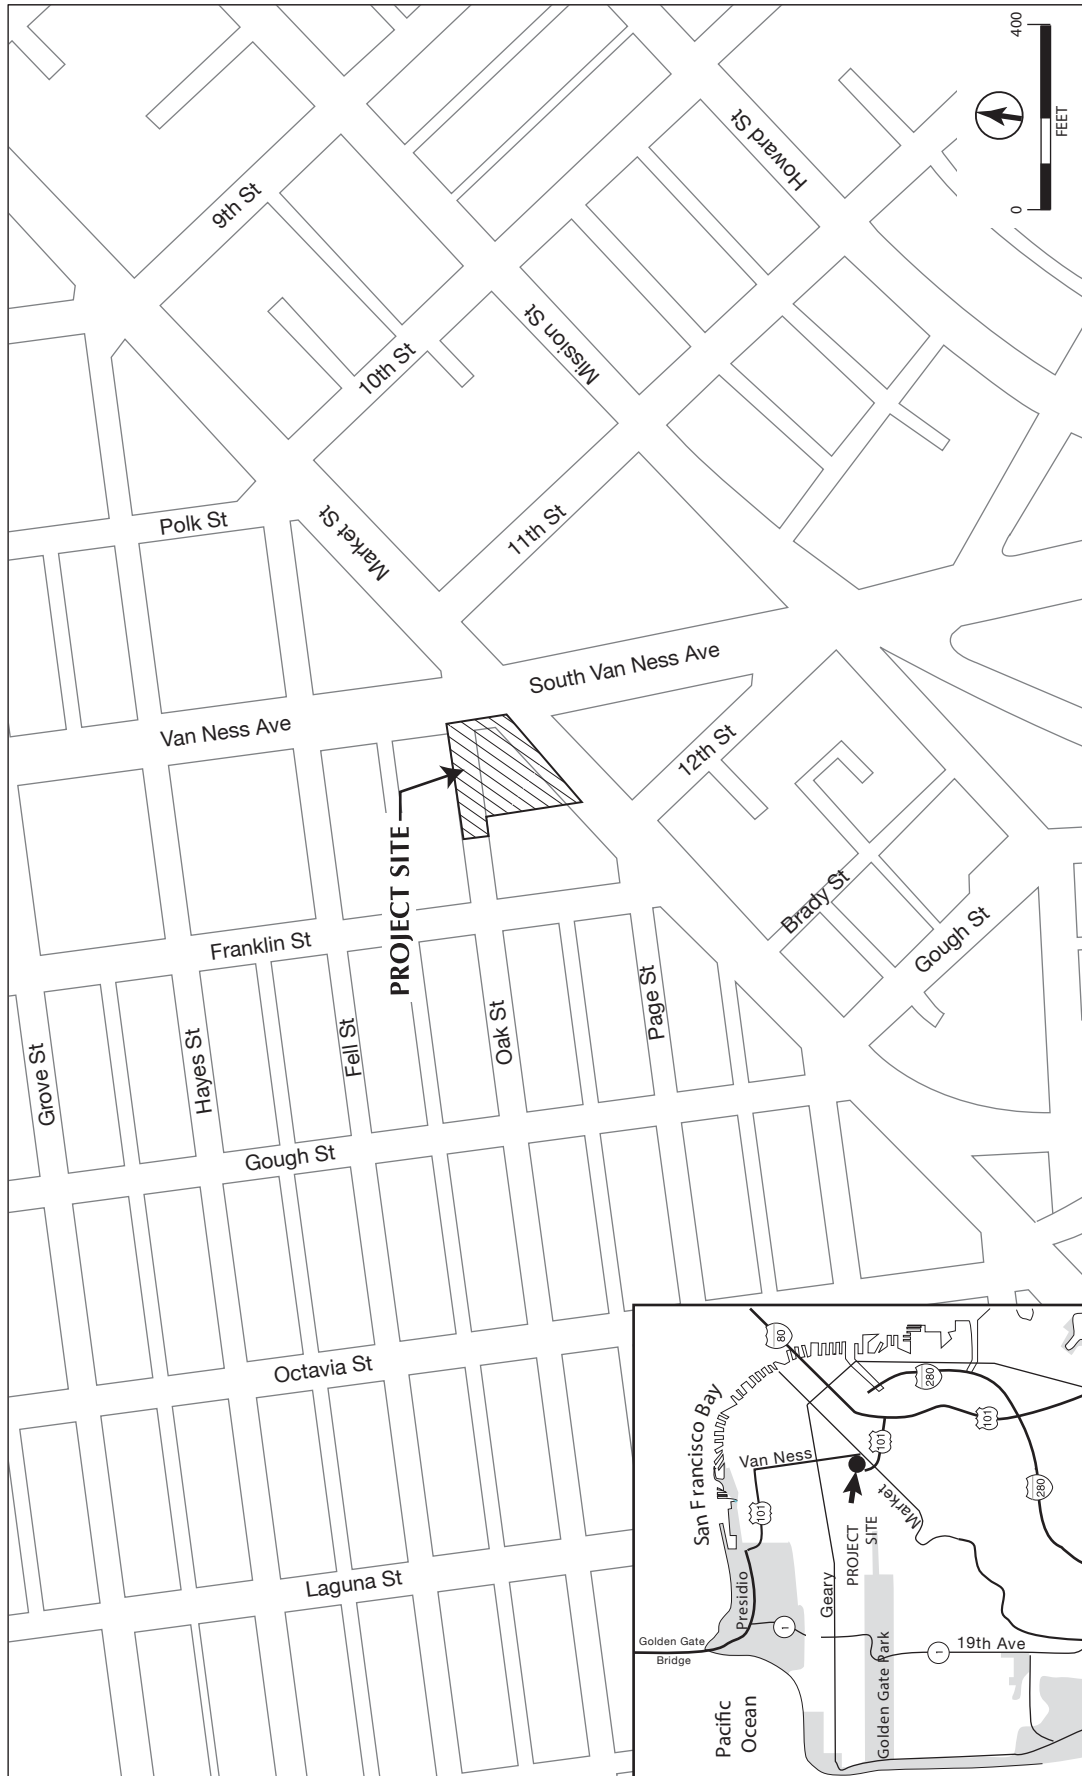 Grove St
Hayes St
Fell St
Oak St
Page St
Laguna St
Octavia St
Gough St
Franklin St
Van Ness Ave
Polk St
PROJECT SITE
South Van Ness Ave
Market St
Mission St
Howard St
9th St
10th St
11th St
12th St
Brady St
Gough St
0
400
FEET
Golden Gate
Bridge
Pacific
Ocean
San Francisco Bay
Presidio
Van Ness
101
80
Geary
PROJECT
SITE
Market
101
280
101
280
1
1
Golden Gate Park
19th Ave